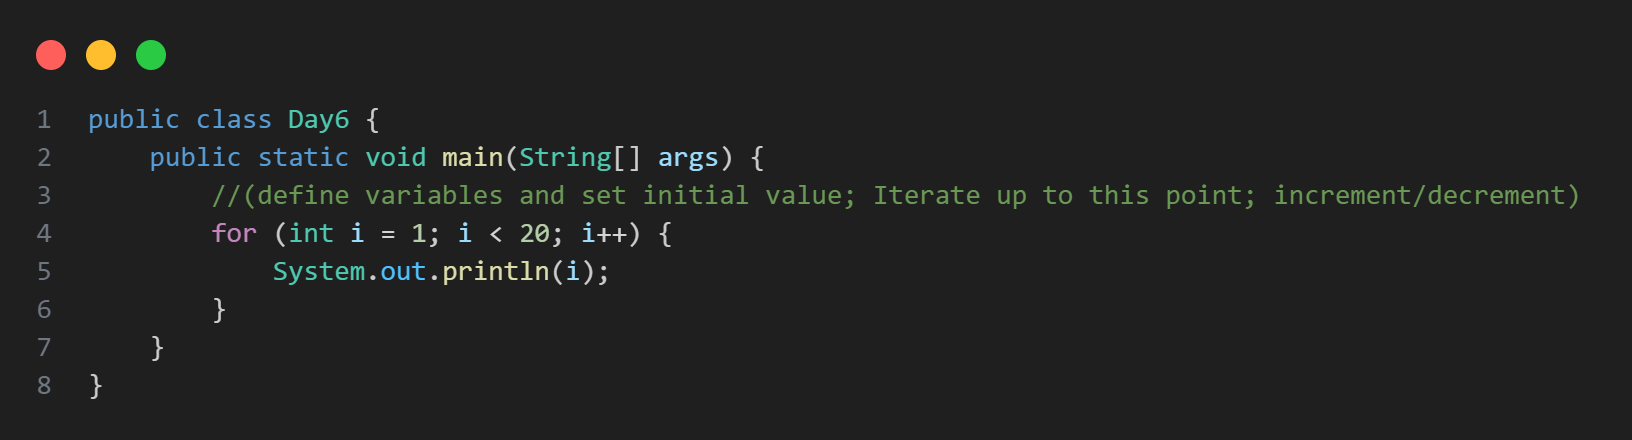 1 public class Day6 {
2     public static void main(String[] args) {
3         //(define variables and set initial value; Iterate up to this point; increment/decrement)
4         for (int i = 1; i < 20; i++) {
5             System.out.println(i);
6         }
7     }
8 }